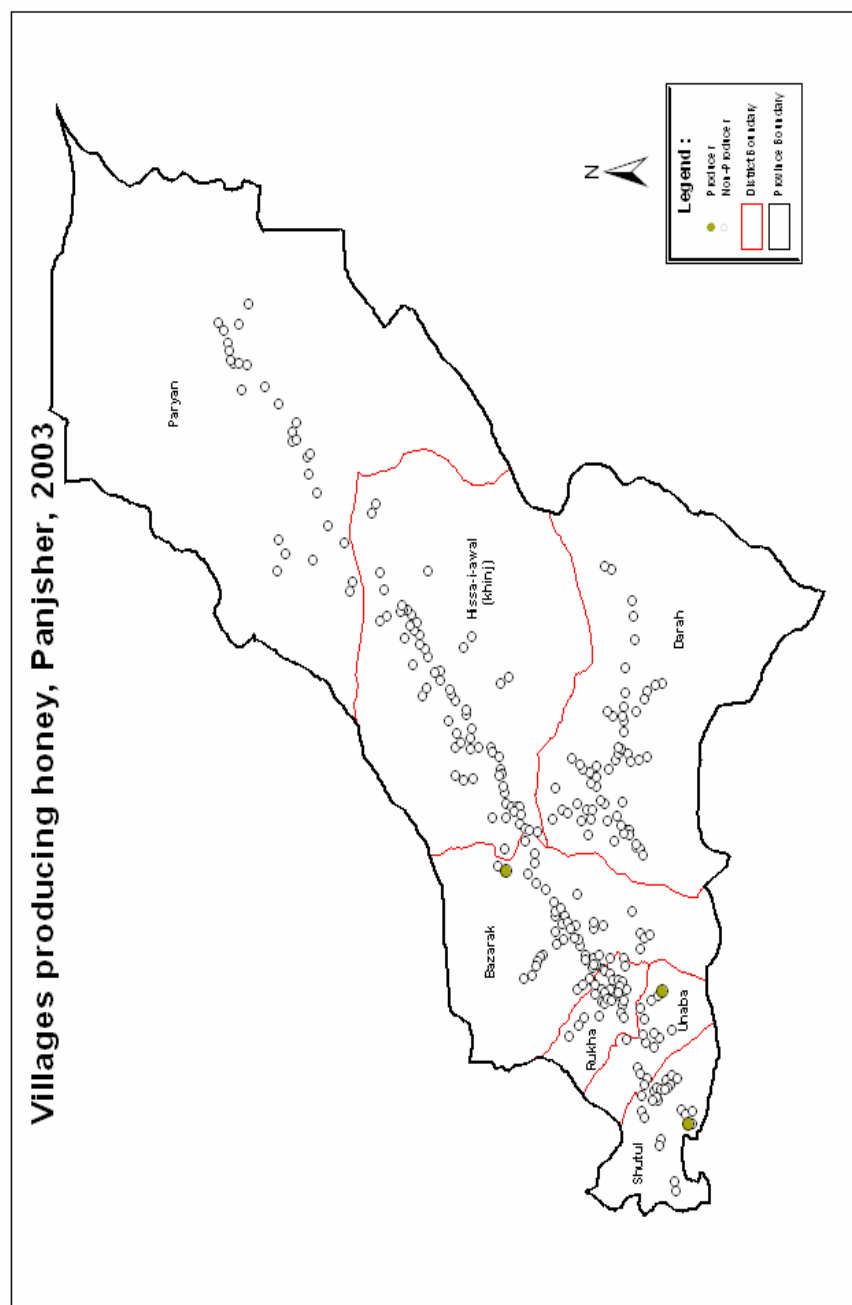 Villages producing honey, Panjsher, 2003
Paryan
Hissa-i-awal
(khinj)
Bazarak
Darah
Rukha
Unaba
Shutul
N
Legend :
Producer
Non-Producer
District Boundary
Province Boundary